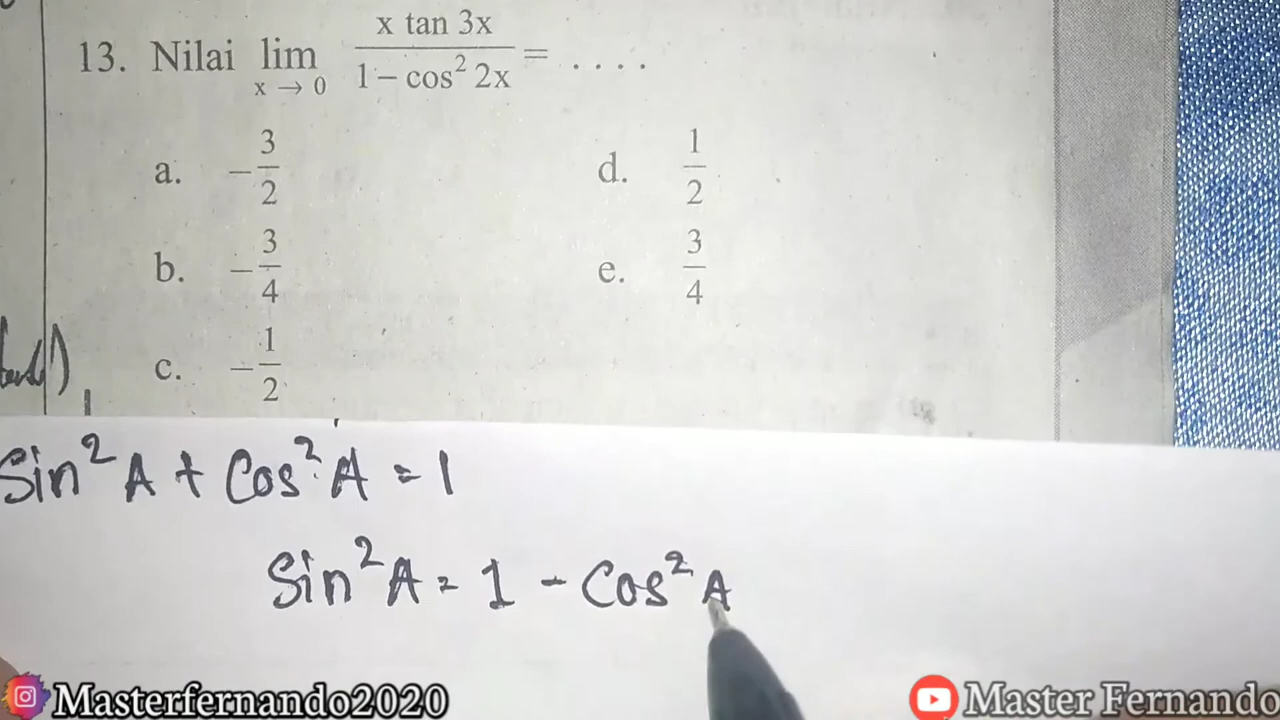 13. Nilai lim x → 0 x tan 3x / 1 – cos² 2x = . . . .
a. –3/2
d. 1/2
b. –3/4
e. 3/4
c. –1/2
Sin² A + Cos² A = 1
Sin² A = 1 - Cos² A
Masterfernando2020
Master Fernando